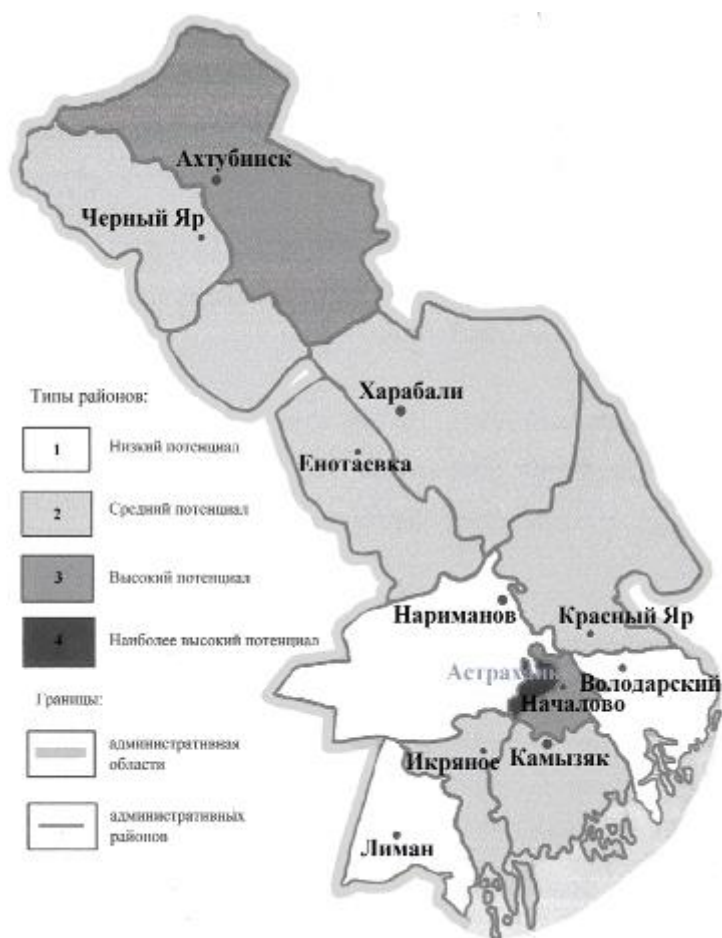 Ахтубинск
Черный Яр
Харабали
Енотаевка
Нариманов
Красный Яр
Астрахань
Володарский
Началово
Икряное
Камызяк
Лиман
Типы районов:
1 Низкий потенциал
2 Средний потенциал
3 Высокий потенциал
4 Наиболее высокий потенциал
Границы:
административная
области
административных
районов